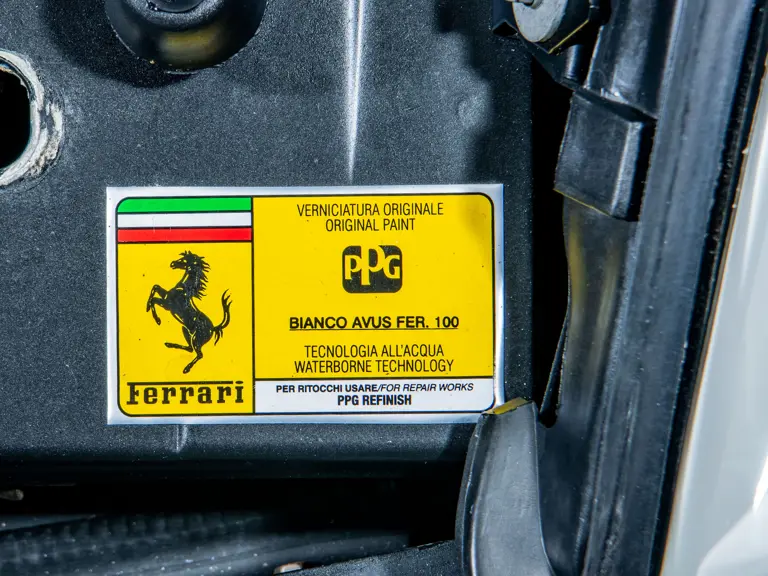 VERNICIATURA ORIGINALE
ORIGINAL PAINT
PPG
BIANCO AVUS FER. 100
TECNOLOGIA ALL'ACQUA
WATERBORNE TECHNOLOGY
Ferrari
PER RITOCCHI USARE/FOR REPAIR WORKS
PPG REFINISH